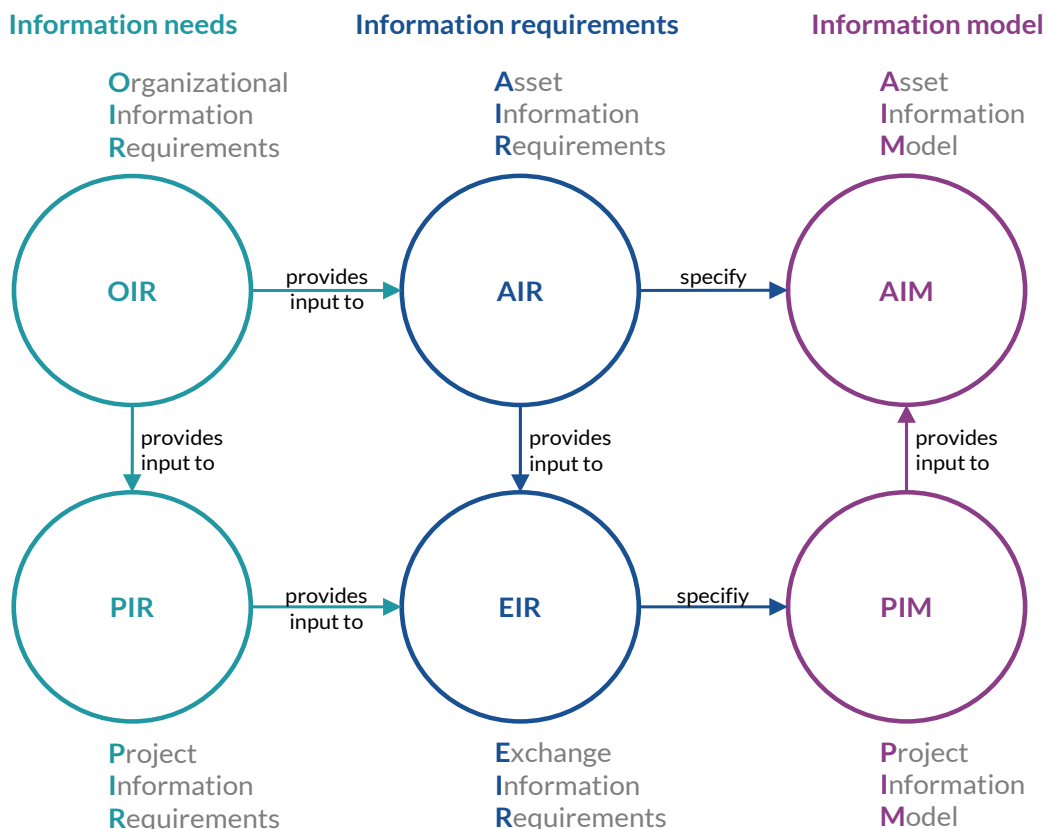 Information needs
Information requirements
Information model
Organizational
Information
Requirements
Asset
Information
Requirements
Asset
Information
Model
OIR
provides
input to
AIR
specify
AIM
provides
input to
provides
input to
provides
input to
PIR
provides
input to
EIR
specifiy
PIM
Project
Information
Requirements
Exchange
Information
Requirements
Project
Information
Model